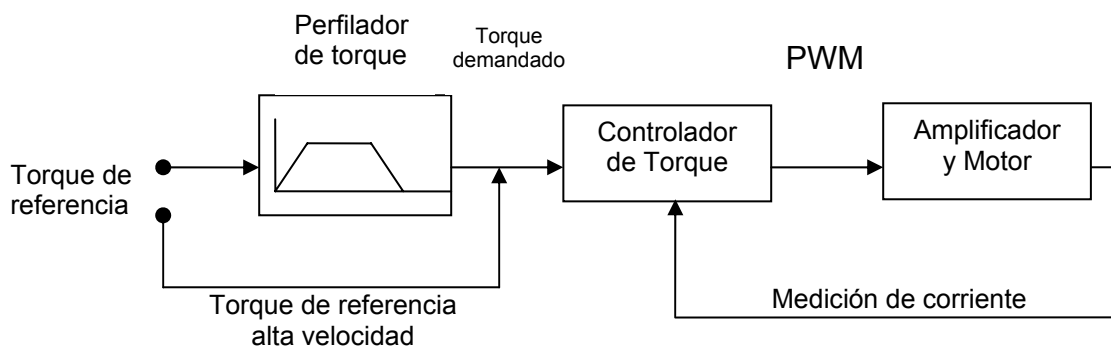 Perfilador
de torque
Torque
demandado
PWM
Controlador
de Torque
Amplificador
y Motor
Torque de
referencia
Torque de referencia
alta velocidad
Medición de corriente